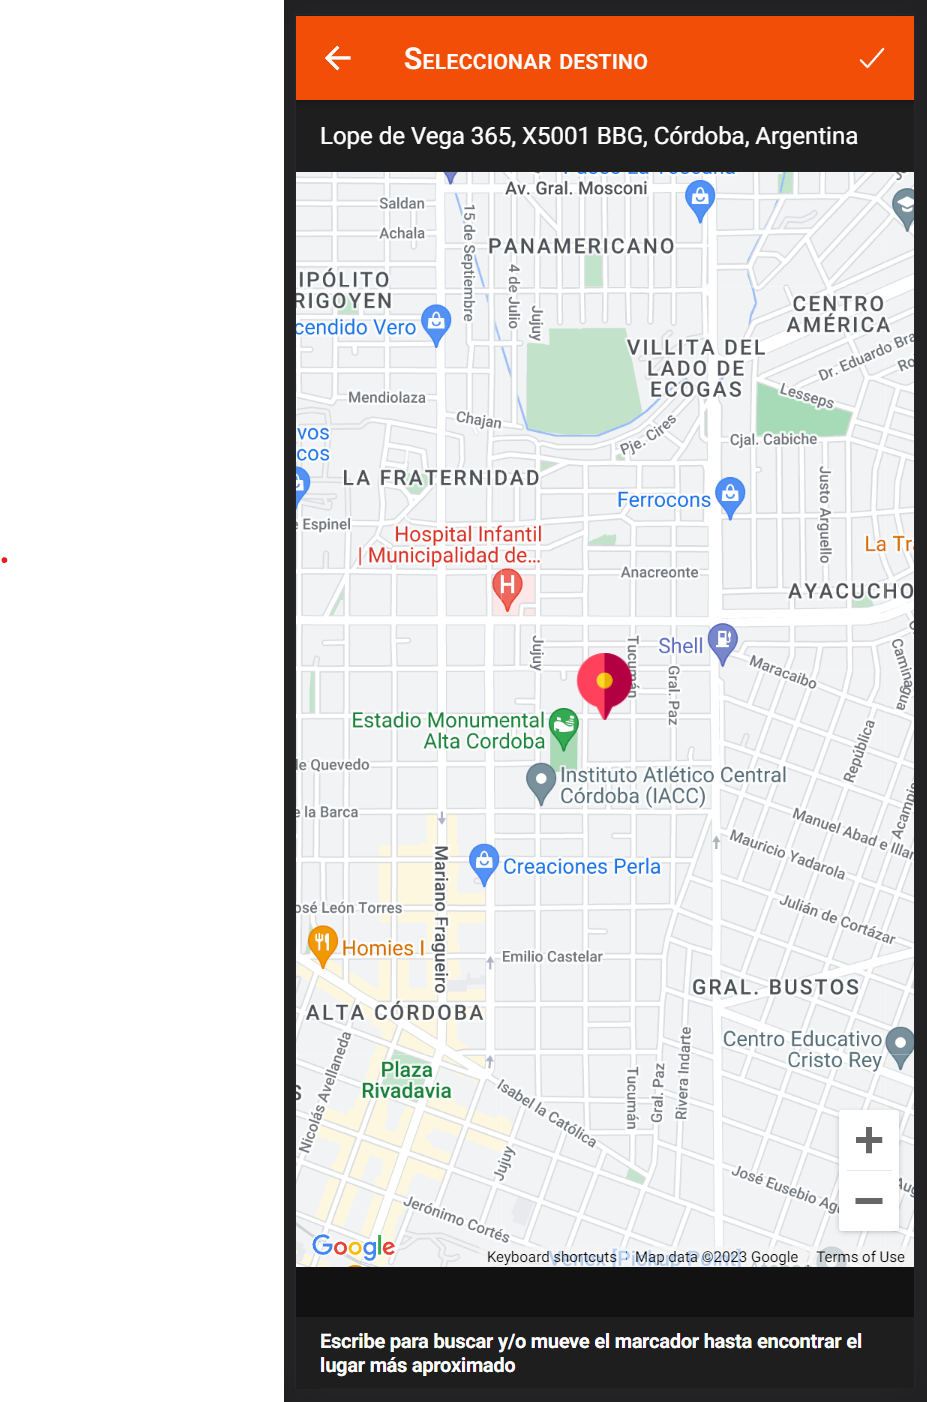 Seleccionar destino
Lope de Vega 365, X5001 BBG, Córdoba, Argentina
Av. Gral. Mosconi
Saldan
Achala
15 de Septiembre
PANAMERICANO
4 de Julio
Jujuy
IPÓLITO
RIGOYEN
CENTRO
AMÉRICA
cendido Vero
VILLITA DEL
LADO DE
ECOGAS
Dr. Eduardo Bra
Ro
Mendiolaza
Lesseps
Chajan
Pje. Cires
Cjal. Cabiche
vos
cos
LA FRATERNIDAD
Justo Arguello
Ferrocons
e Espinel
Hospital Infantil
| Municipalidad de...
La Tr
Anacreonte
AYACUCHO
H
Jujuy
Tucumán
Shell
Gral. Paz
Maracaibo
Caminagua
Estadio Monumental
Alta Cordoba
República
le Quevedo
Instituto Atlético Central
Córdoba (IACC)
Acampi
e la Barca
Manuel Abad e Illar
Mauricio Yadarola
Mariano Fragueiro
Creaciones Perla
osé León Torres
Julián de Cortázar
Homies I
Emilio Castelar
GRAL. BUSTOS
ALTA CÓRDOBA
Centro Educativo
Cristo Rey
Nicolás Avellaneda
Plaza
Rivadavia
S
Isabel la Católica
Tucumán
Gral. Paz
Rivera Indarte
Jujuy
José Eusebio Ag
Au
Jerónimo Cortés
Google
Keyboard shortcuts
Map data ©2023 Google
Terms of Use
Escribe para buscar y/o mueve el marcador hasta encontrar el
lugar más aproximado